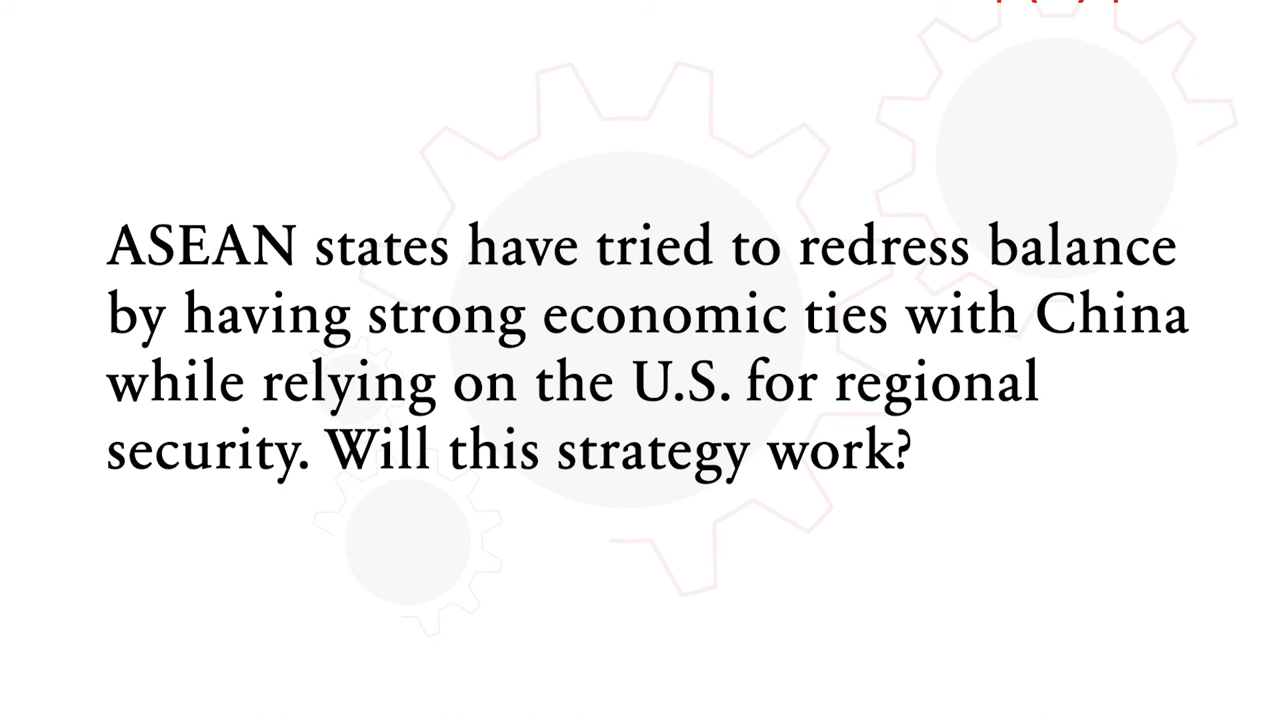 ASEAN states have tried to redress balance
by having strong economic ties with China
while relying on the U.S. for regional
security. Will this strategy work?